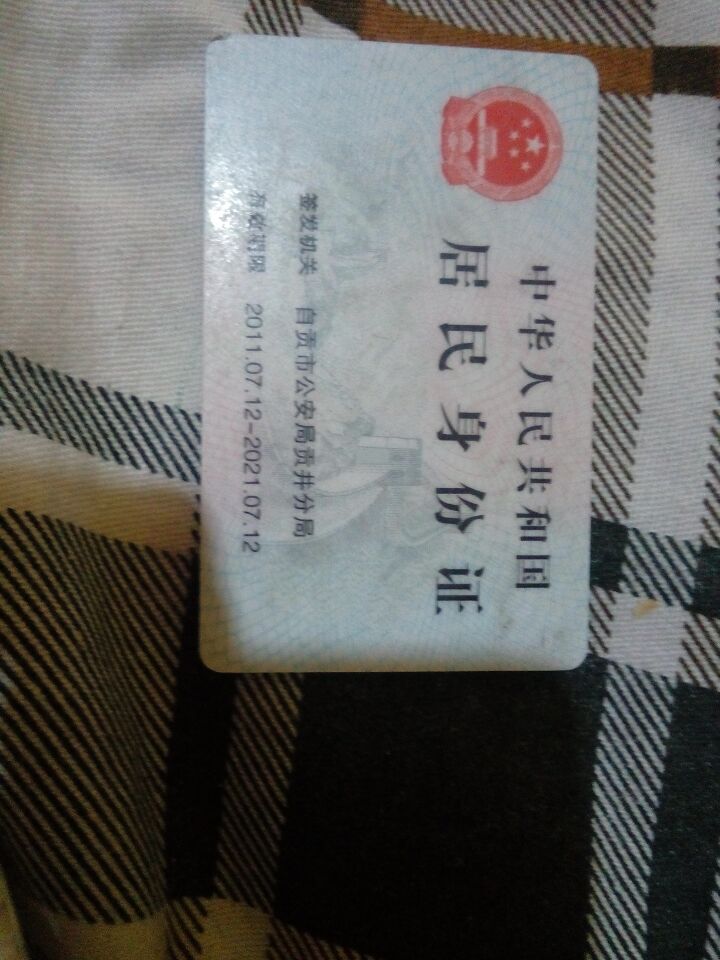 中华人民共和国
居民身份证
签发机关 自贡市公安局贡井分局
有效期限 2011.07.12-2021.07.12